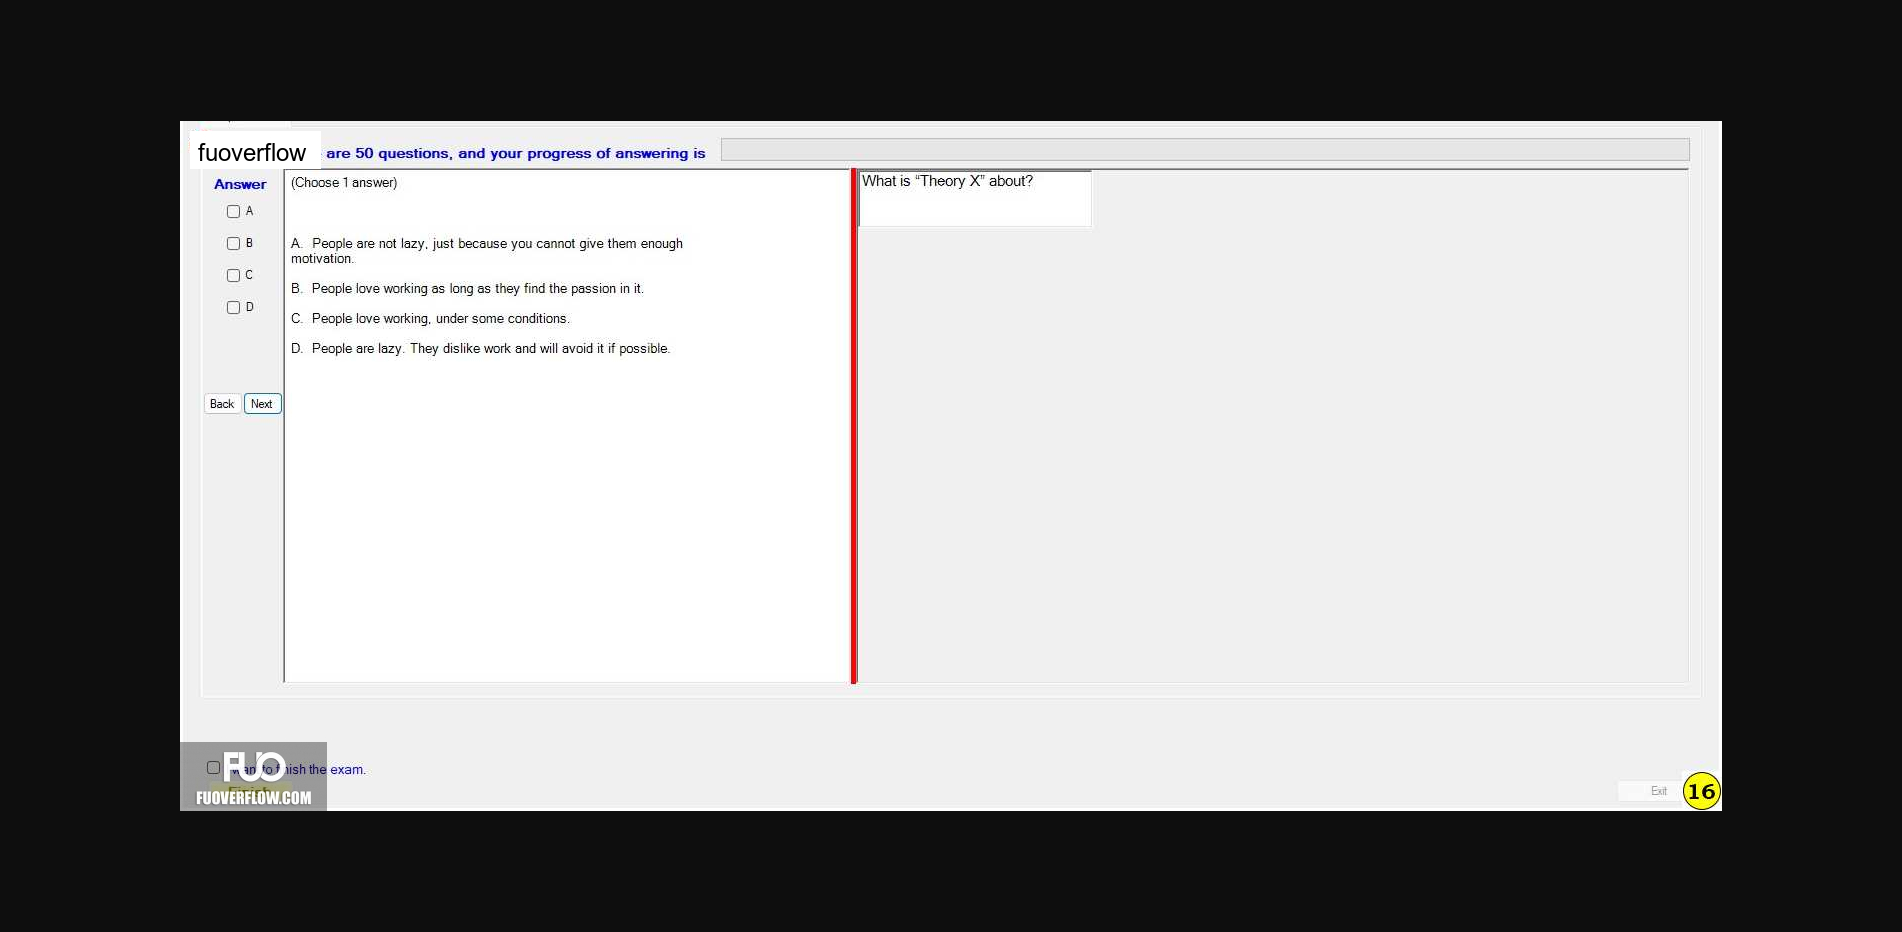 fuoverflow are 50 questions, and your progress of answering is
Answer
(Choose 1 answer)
What is “Theory X” about?
A
B
C
D
A. People are not lazy, just because you cannot give them enough
motivation.
B. People love working as long as they find the passion in it.
C. People love working, under some conditions.
D. People are lazy. They dislike work and will avoid it if possible.
Back Next
FUO
want to finish the exam.
Finish
FUOVERFLOW.COM
Exit
16